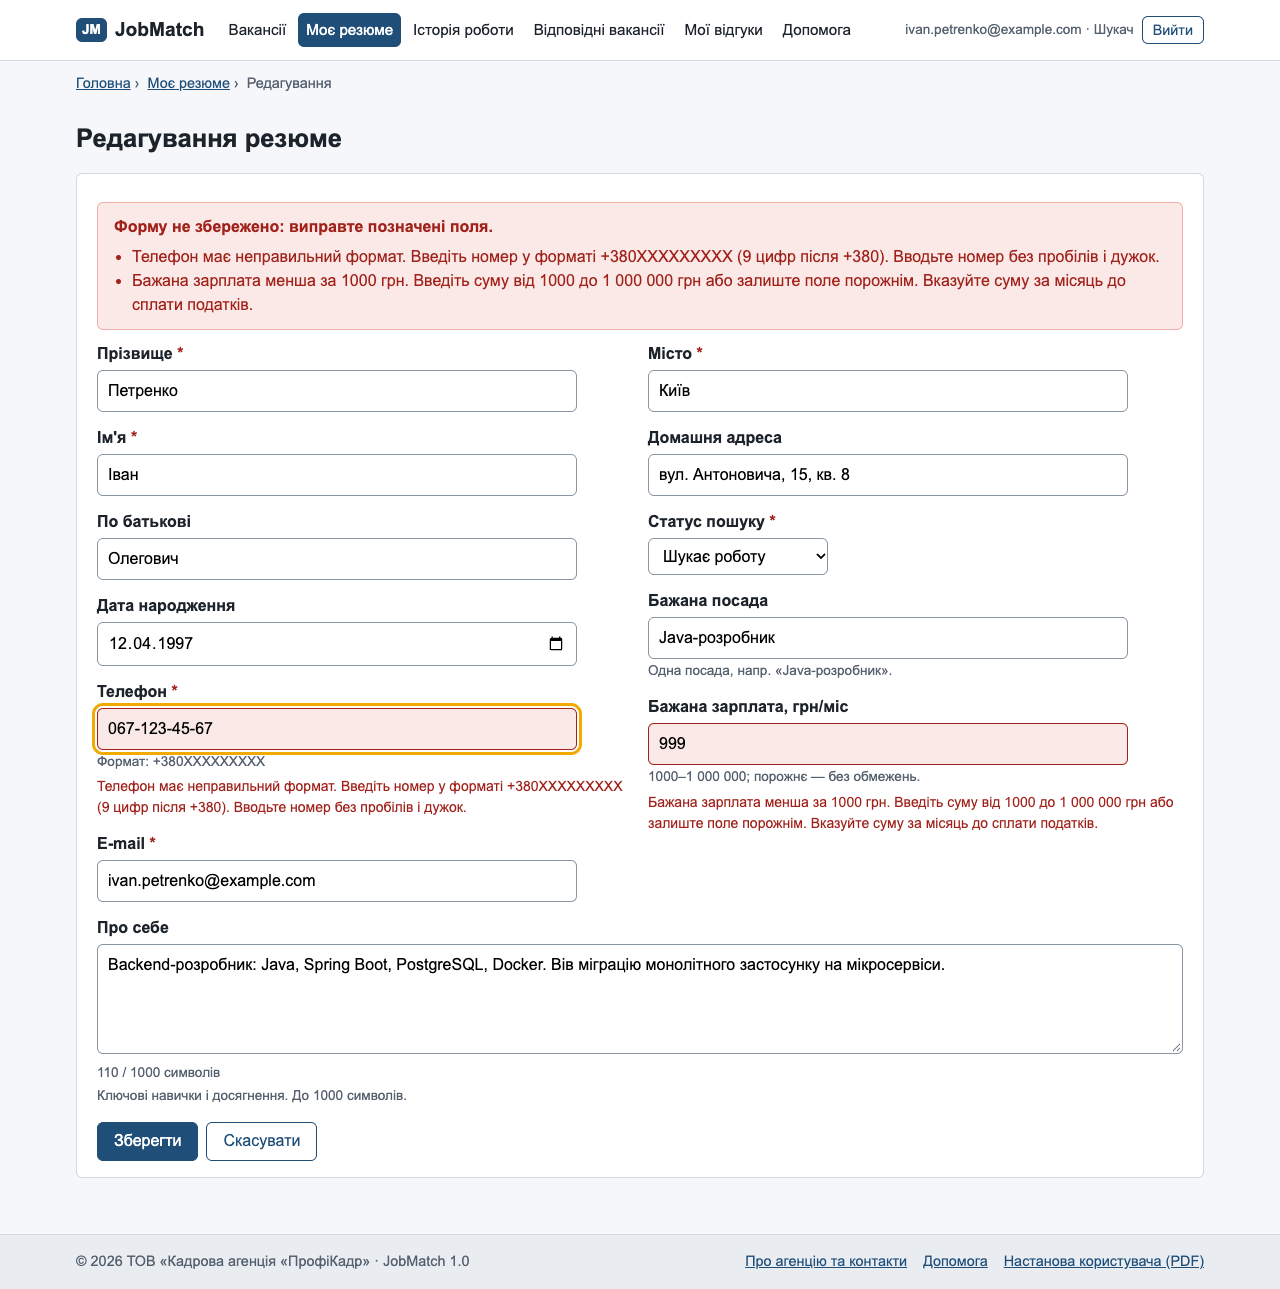 JM JobMatch Вакансії Моє резюме Історія роботи Відповідні вакансії Мої відгуки Допомога ivan.petrenko@example.com · Шукач Вийти
Головна › Моє резюме › Редагування
Редагування резюме
Форму не збережено: виправте позначені поля.
• Телефон має неправильний формат. Введіть номер у форматі +380XXXXXXXXX (9 цифр після +380). Вводьте номер без пробілів і дужок.
• Бажана зарплата менша за 1000 грн. Введіть суму від 1000 до 1 000 000 грн або залиште поле порожнім. Вказуйте суму за місяць до
сплати податків.
Прізвище *
Петренко
Ім'я *
Іван
По батькові
Олегович
Дата народження
12.04.1997
Телефон *
067-123-45-67
Формат: +380XXXXXXXXX
Телефон має неправильний формат. Введіть номер у форматі +380XXXXXXXXX
(9 цифр після +380). Вводьте номер без пробілів і дужок.
E-mail *
ivan.petrenko@example.com
Місто *
Київ
Домашня адреса
вул. Антоновича, 15, кв. 8
Статус пошуку *
Шукає роботу
Бажана посада
Java-розробник
Одна посада, напр. «Java-розробник».
Бажана зарплата, грн/міс
999
1000–1 000 000; порожнє — без обмежень.
Бажана зарплата менша за 1000 грн. Введіть суму від 1000 до 1 000 000 грн або
залиште поле порожнім. Вказуйте суму за місяць до сплати податків.
Про себе
Backend-розробник: Java, Spring Boot, PostgreSQL, Docker. Вів міграцію монолітного застосунку на мікросервіси.
110 / 1000 символів
Ключові навички і досягнення. До 1000 символів.
Зберегти Скасувати
© 2026 ТОВ «Кадрова агенція «ПрофіКадр» · JobMatch 1.0 Про агенцію та контакти Допомога Настанова користувача (PDF)